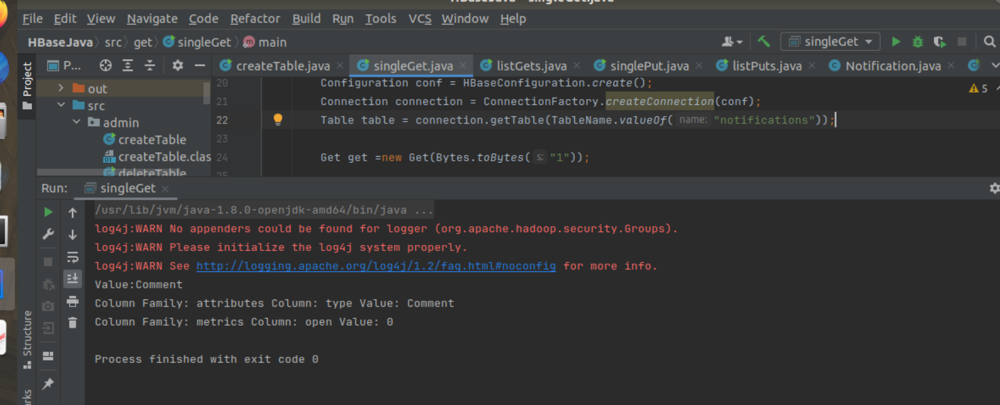 HBaseJava – singleGet.java
File Edit View Navigate Code Refactor Build Run Tools VCS Window Help
HBaseJava src get singleGet main
singleGet
Project
P...
createTable.java singleGet.java listGets.java singlePut.java listPuts.java Notification.java
out
src
admin
createTable
createTable.clas
deleteTable
20 Configuration conf = HBaseConfiguration.create();
21 Connection connection = ConnectionFactory.createConnection(conf);
22 Table table = connection.getTable(TableName.valueOf( name: "notifications"));
23
24 Get get =new Get(Bytes.toBytes( s: "1"));
25
5
Run: singleGet
/usr/lib/jvm/java-1.8.0-openjdk-amd64/bin/java ...
log4j:WARN No appenders could be found for logger (org.apache.hadoop.security.Groups).
log4j:WARN Please initialize the log4j system properly.
log4j:WARN See http://logging.apache.org/log4j/1.2/faq.html#noconfig for more info.
Value:Comment
Column Family: attributes Column: type Value: Comment
Column Family: metrics Column: open Value: 0
Process finished with exit code 0
Structure